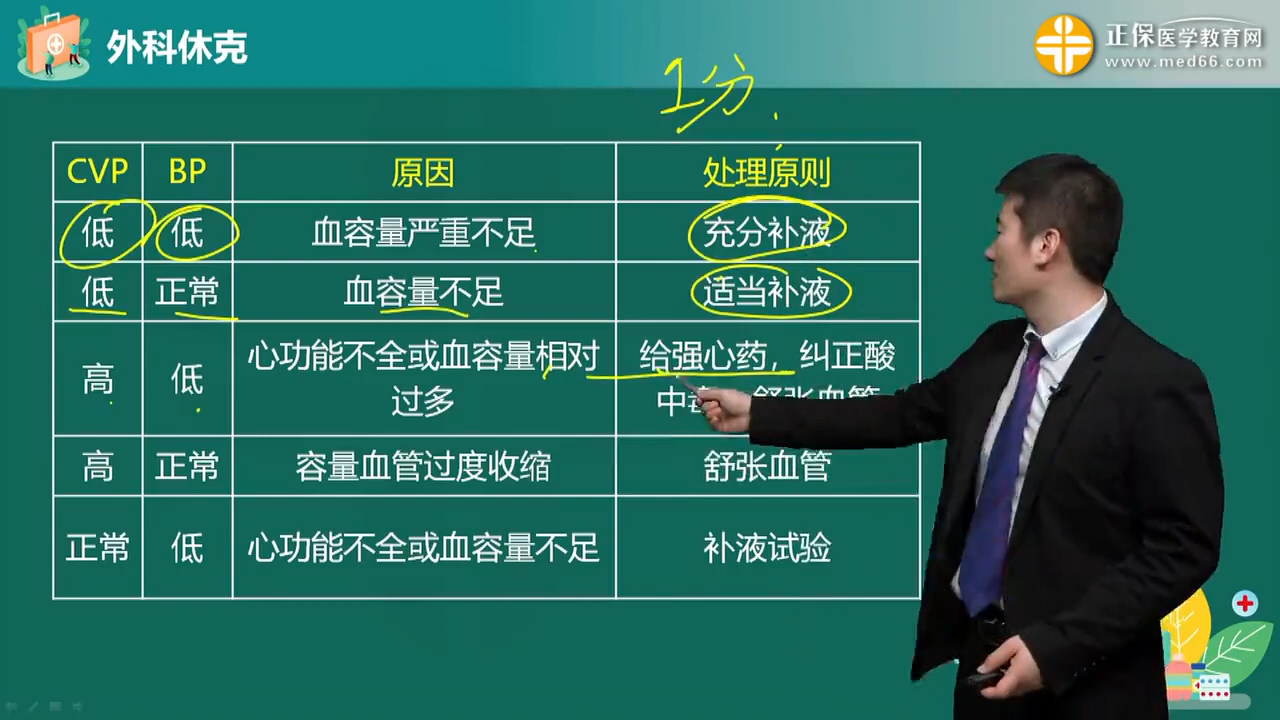 外科休克
正保医学教育网
www.med66.com
1分.
CVP BP 原因 处理原则
低 低 血容量严重不足 充分补液
低 正常 血容量不足 适当补液
高 低 心功能不全或血容量相对过多 给强心药，纠正酸
中 舒张血管
高 正常 容量血管过度收缩 舒张血管
正常 低 心功能不全或血容量不足 补液试验